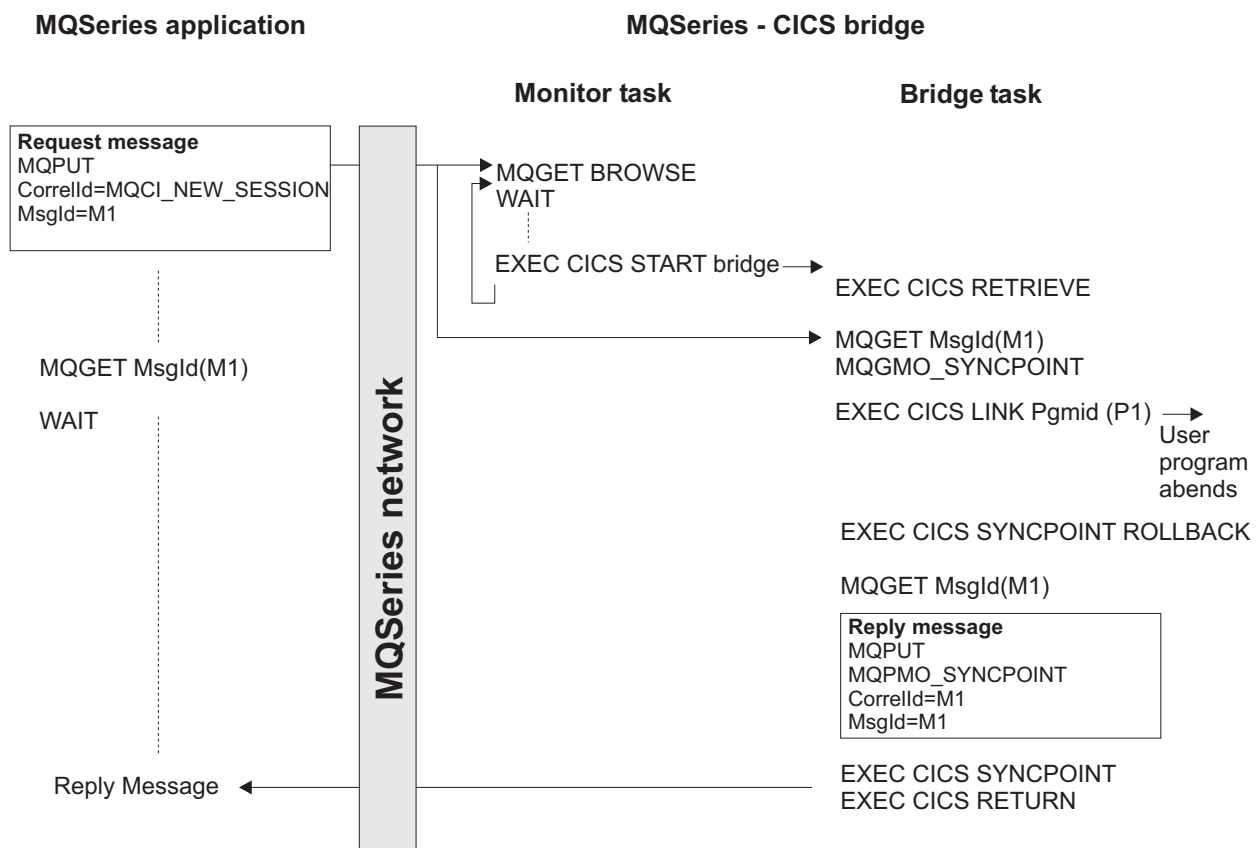 MQSeries application
MQSeries - CICS bridge
Monitor task
Bridge task
Request message
MQPUT
CorrelId=MQCI_NEW_SESSION
MsgId=M1
MQGET BROWSE
WAIT
EXEC CICS START bridge
EXEC CICS RETRIEVE
MQGET MsgId(M1)
MQGMO_SYNCPOINT
MQGET MsgId(M1)
WAIT
EXEC CICS LINK Pgmid (P1)
User
program
abends
MQSeries network
EXEC CICS SYNCPOINT ROLLBACK
MQGET MsgId(M1)
Reply message
MQPUT
MQPMO_SYNCPOINT
CorrelId=M1
MsgId=M1
Reply Message
EXEC CICS SYNCPOINT
EXEC CICS RETURN